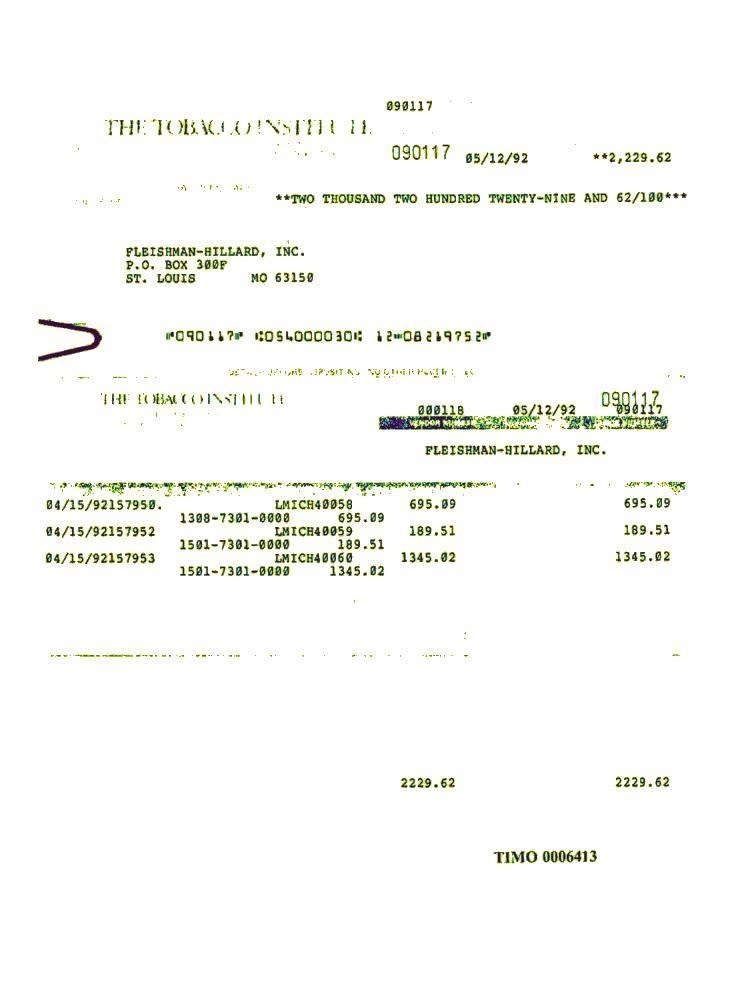 090117
THE TOBACCO INSTITUTE
090117 05/12/92 **2,229.62
**TWO THOUSAND TWO HUNDRED TWENTY-NINE AND 62/100***
FLEISHMAN-HILLARD, INC.
P.O. BOX 300F
ST. LOUIS MO 63150
⑈090117⑈ ⑆054000030⑆ 12⑉08219752⑈
THE TOBACCO INSTITUTE
090117
000118 05/12/92 090117
FLEISHMAN-HILLARD, INC.
04/15/92157950. LMICH40058 695.09 695.09
1308-7301-0000 695.09
04/15/92157952 LMICH40059 189.51 189.51
1501-7301-0000 189.51
04/15/92157953 LMICH40060 1345.02 1345.02
1501-7301-0000 1345.02
2229.62 2229.62
TIMO 0006413